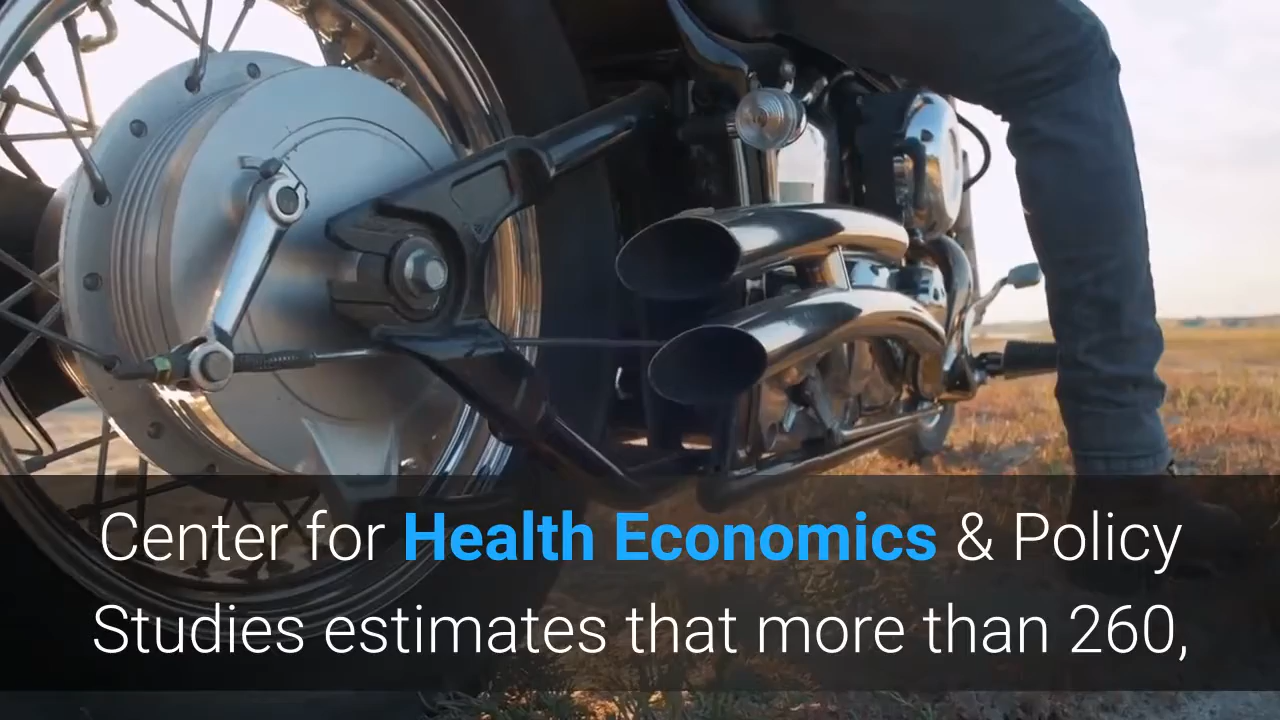 Center for Health Economics & Policy
Studies estimates that more than 260,